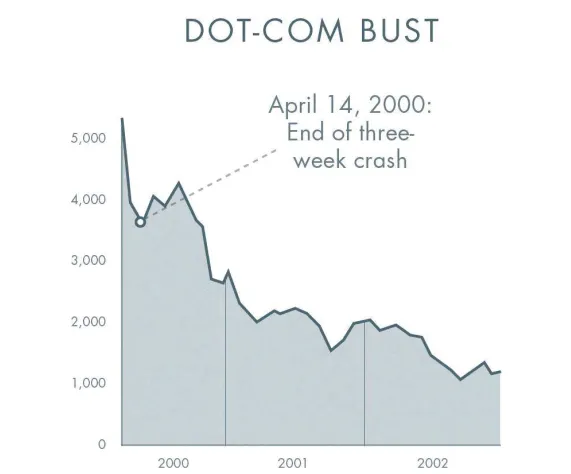 DOT-COM BUST
April 14, 2000:
End of three-
week crash
5,000
4,000
3,000
2,000
1,000
0
2000
2001
2002